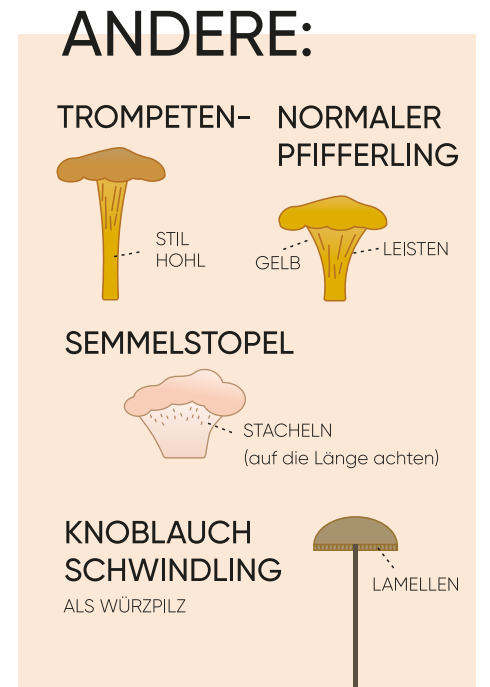 ANDERE:
TROMPETEN-
NORMALER
PFIFFERLING
STIL
HOHL
GELB
LEISTEN
SEMMELSTOPEL
STACHELN
(auf die Länge achten)
KNOBLAUCH
SCHWINDLING
ALS WÜRZPILZ
LAMELLEN